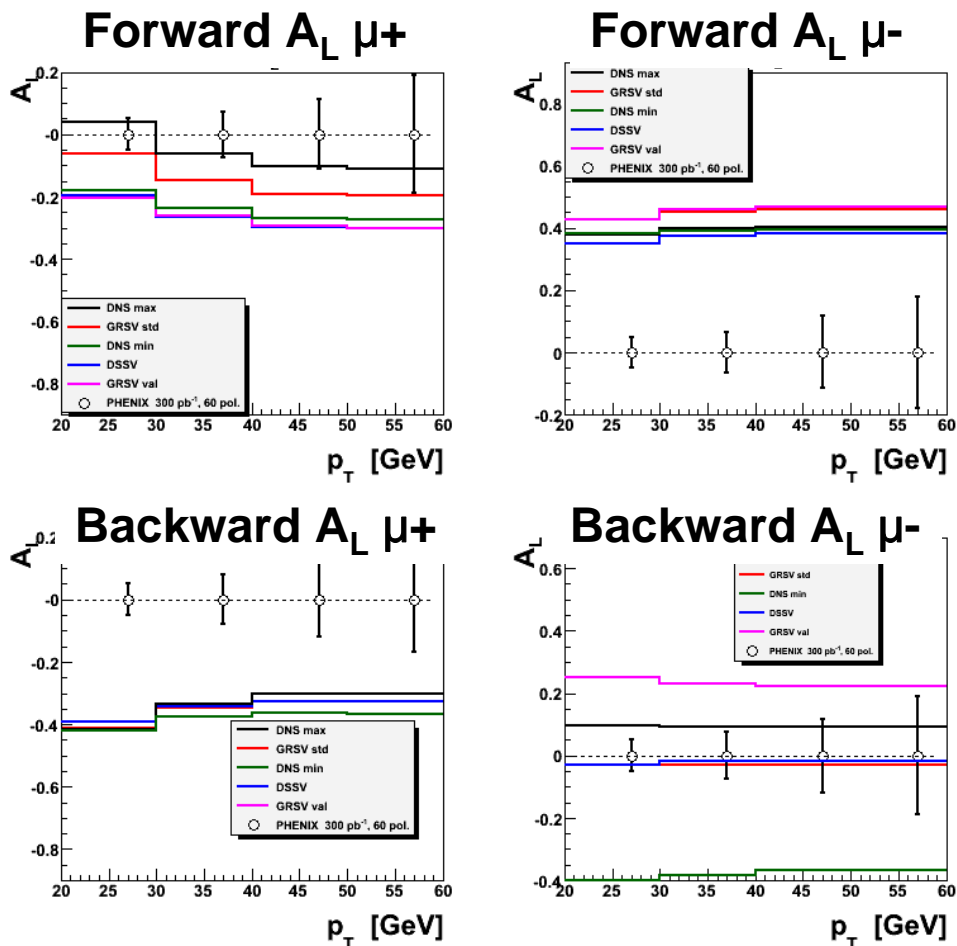 Forward A_L μ+
0.2
-0
-0.2
-0.4
-0.6
-0.8
A_L
DNS max
GRSV std
DNS min
DSSV
GRSV val
PHENIX 300 pb⁻¹, 60 pol.
20 25 30 35 40 45 50 55 60
p_T [GeV]
Forward A_L μ-
0.8
0.6
0.4
0.2
0
-0.2
A_L
DNS max
GRSV std
DNS min
DSSV
GRSV val
PHENIX 300 pb⁻¹, 60 pol.
20 25 30 35 40 45 50 55 60
p_T [GeV]
Backward A_L μ+
0.2
-0
-0.2
-0.4
-0.6
-0.8
A_L
DNS max
GRSV std
DNS min
DSSV
GRSV val
PHENIX 300 pb⁻¹, 60 pol.
20 25 30 35 40 45 50 55 60
p_T [GeV]
Backward A_L μ-
0.6
0.4
0.2
0
-0.2
-0.4
A_L
GRSV std
DNS min
DSSV
GRSV val
PHENIX 300 pb⁻¹, 60 pol.
20 25 30 35 40 45 50 55 60
p_T [GeV]